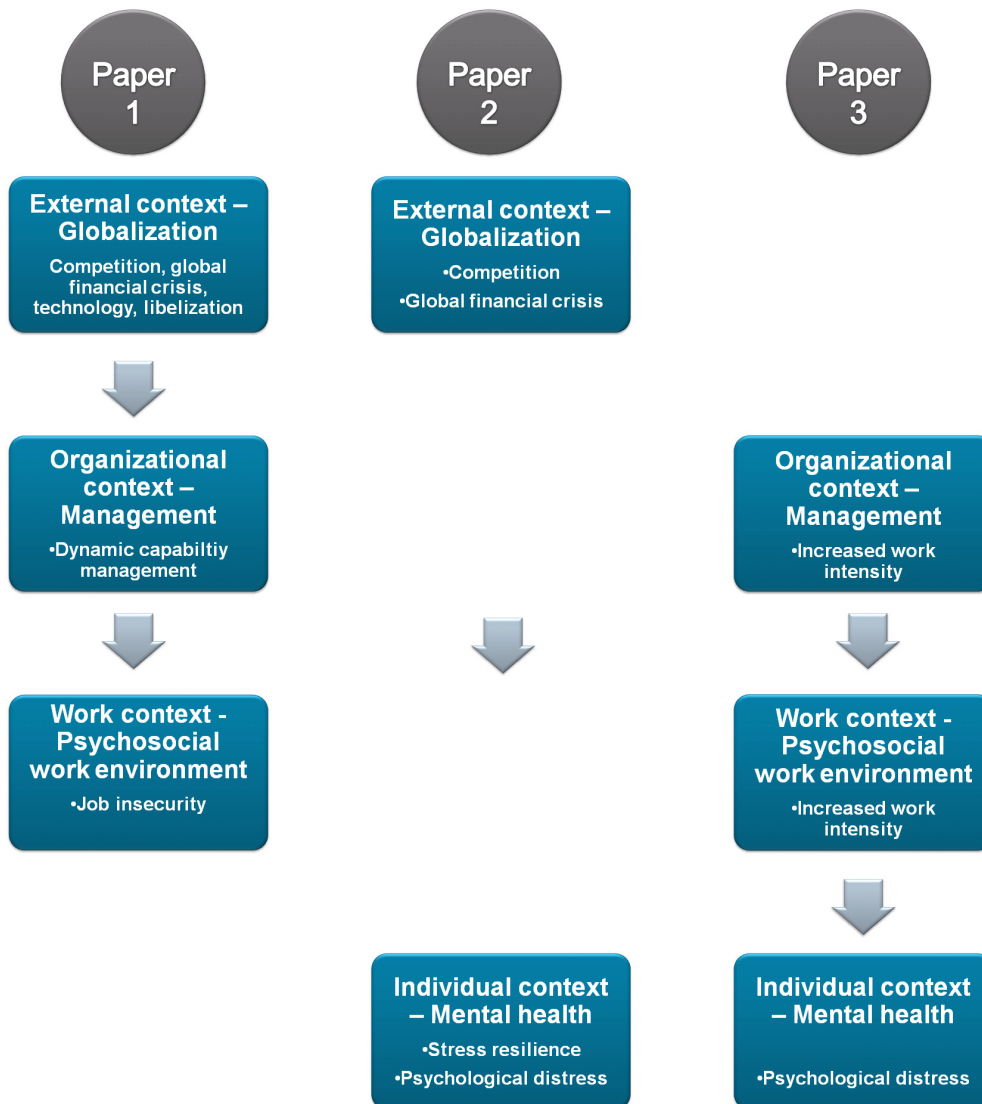 Paper
1
External context –
Globalization
Competition, global
financial crisis,
technology, libelization
Organizational
context –
Management
•Dynamic capabiltiy
management
Work context -
Psychosocial
work environment
•Job insecurity
Paper
2
External context –
Globalization
•Competition
•Global financial crisis
Individual context
– Mental health
•Stress resilience
•Psychological distress
Paper
3
Organizational
context –
Management
•Increased work
intensity
Work context -
Psychosocial
work environment
•Increased work
intensity
Individual context
– Mental health
•Psychological distress